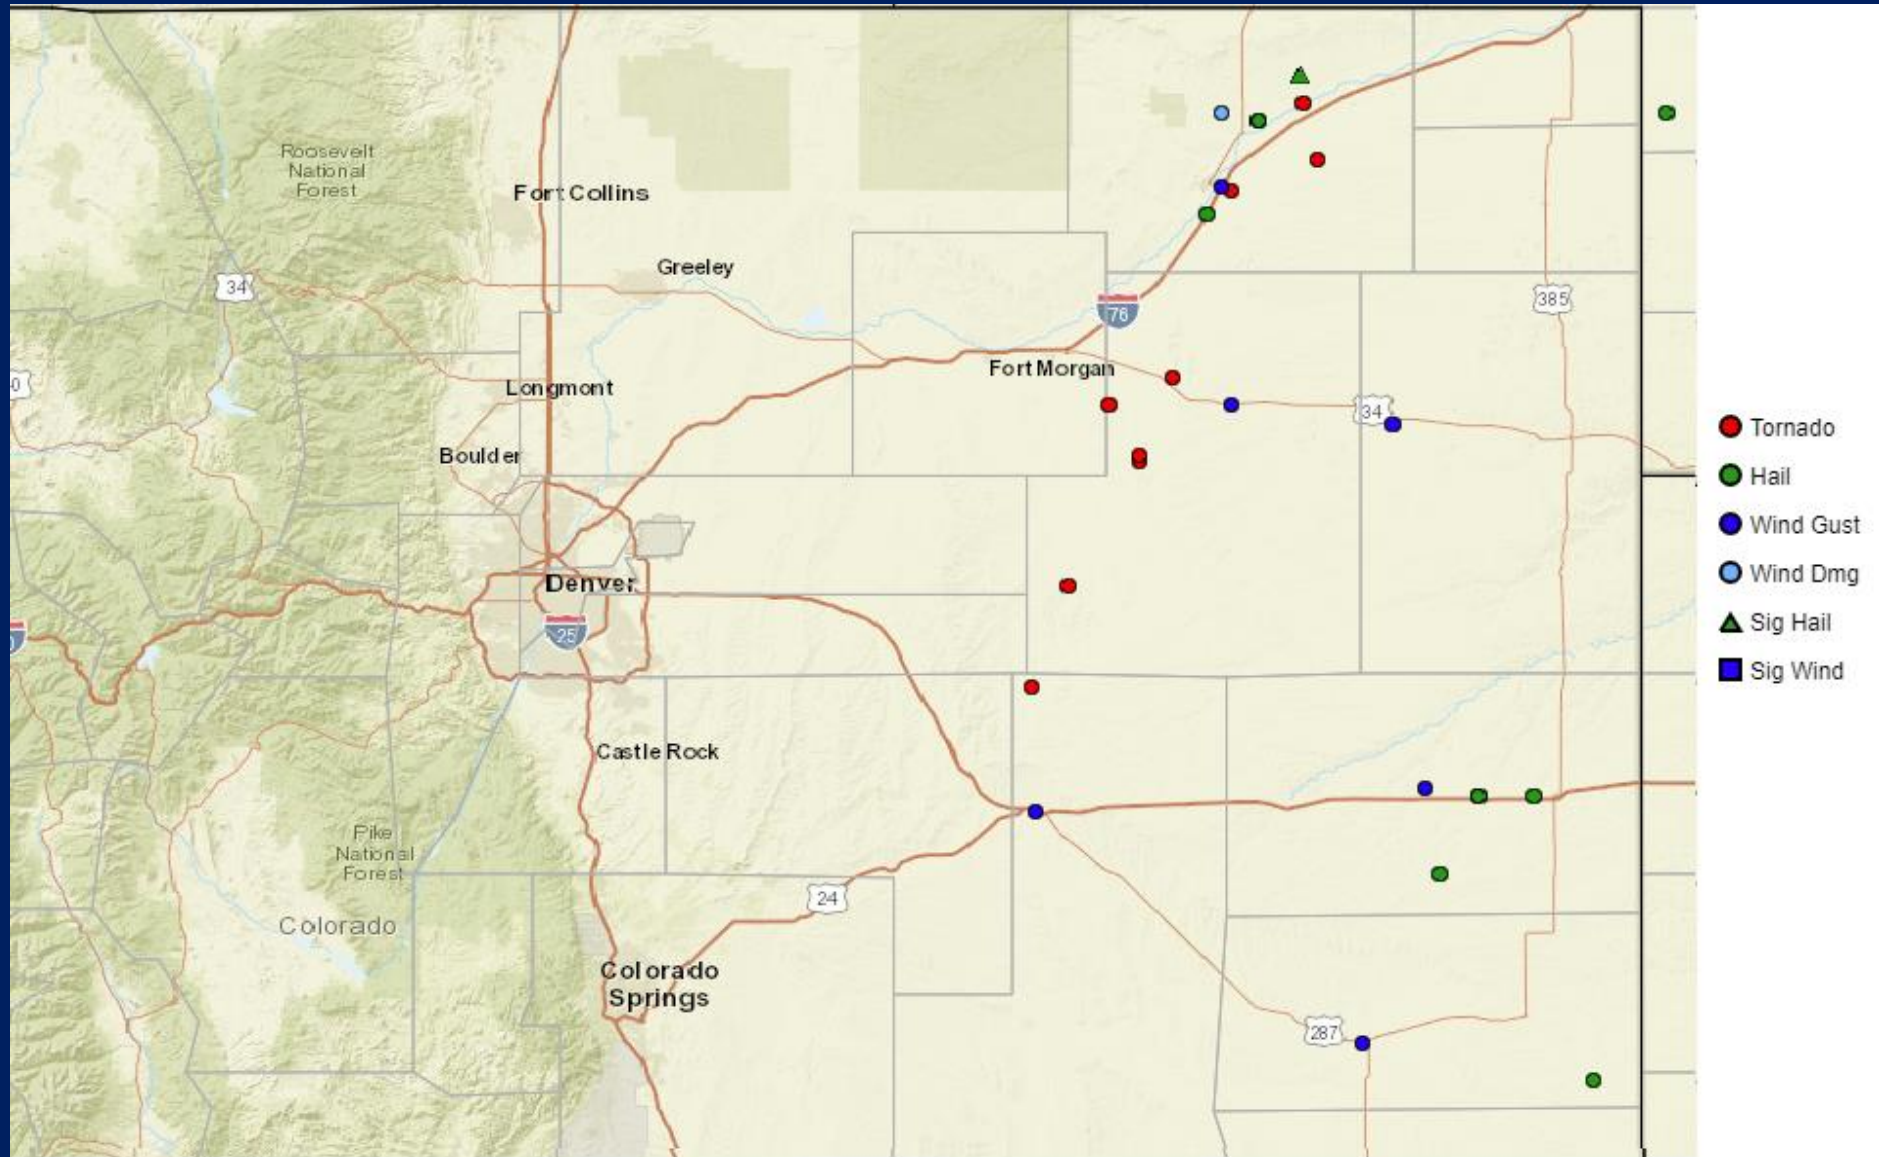 Roosevelt
National
Forest
Fort Collins
Greeley
34
385
76
Fort Morgan
0
Longmont
34
Boulder
Denver
25
Castle Rock
Pike
National
Forest
24
Colorado
Colorado
Springs
287
Tornado
Hail
Wind Gust
Wind Dmg
Sig Hail
Sig Wind